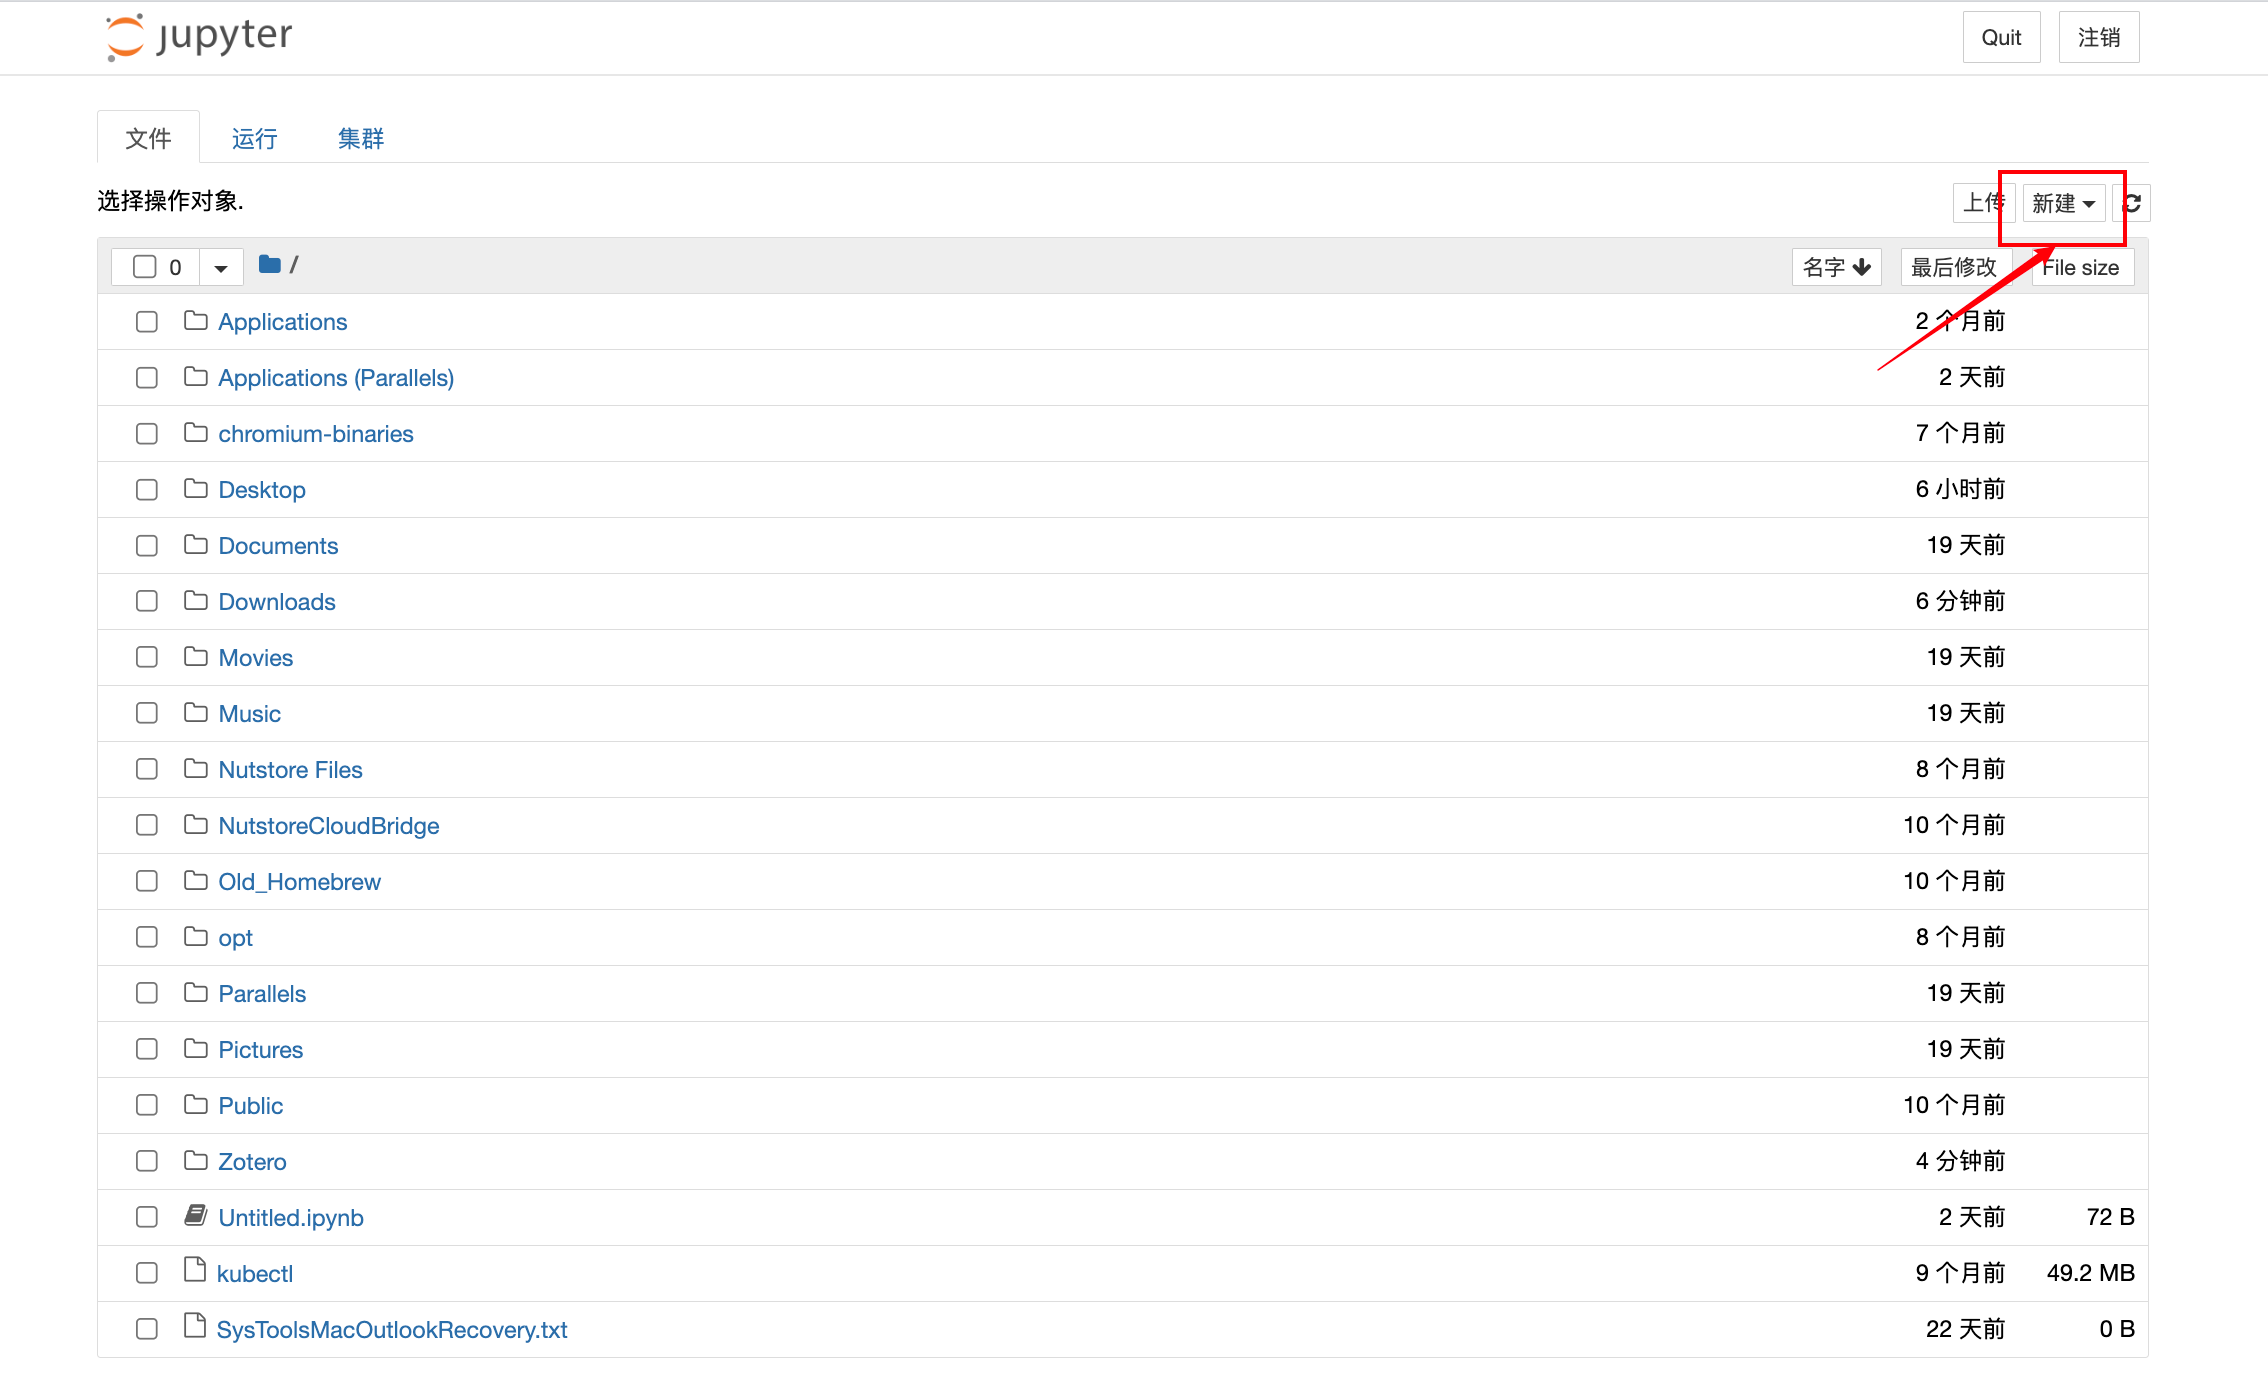 jupyter
Quit 注销
文件 运行 集群
选择操作对象.
上传 新建
0 / 名字 最后修改 File size
Applications 2 个月前
Applications (Parallels) 2 天前
chromium-binaries 7 个月前
Desktop 6 小时前
Documents 19 天前
Downloads 6 分钟前
Movies 19 天前
Music 19 天前
Nutstore Files 8 个月前
NutstoreCloudBridge 10 个月前
Old_Homebrew 10 个月前
opt 8 个月前
Parallels 19 天前
Pictures 19 天前
Public 10 个月前
Zotero 4 分钟前
Untitled.ipynb 2 天前 72 B
kubectl 9 个月前 49.2 MB
SysToolsMacOutlookRecovery.txt 22 天前 0 B